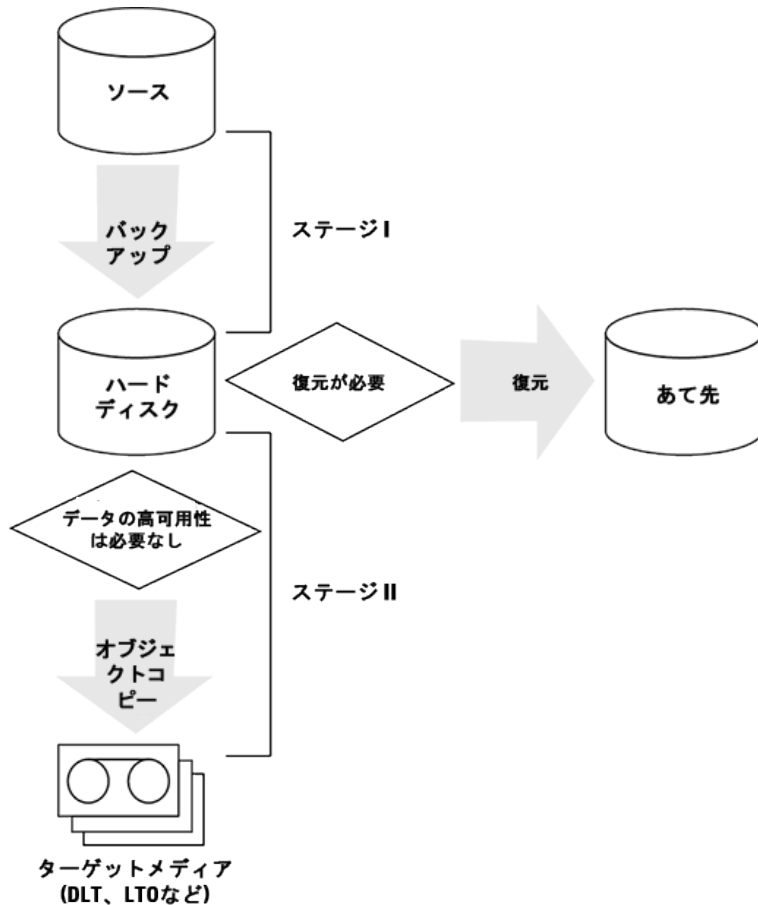 ソース
バック
アップ
ステージ I
ハード
ディスク
復元が必要
復元
あて先
データの高可用性
は必要なし
ステージ II
オブジェ
クトコ
ピー
ターゲットメディア
(DLT、LTOなど)